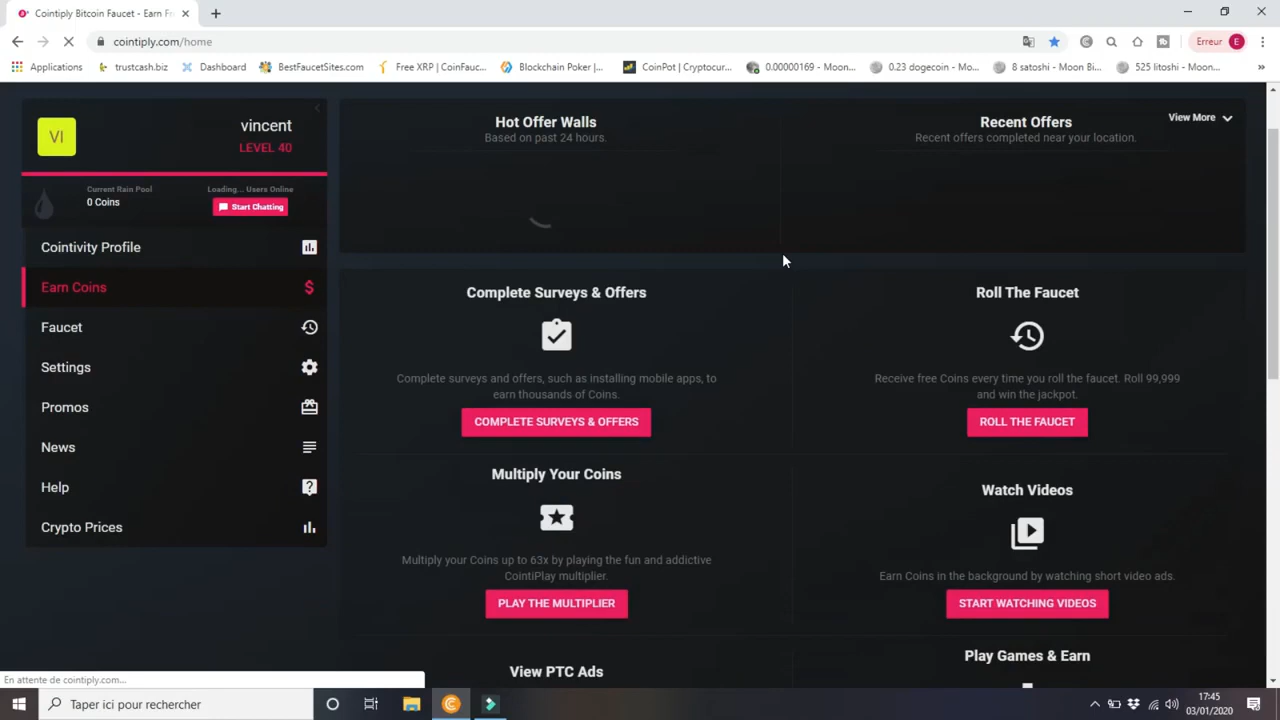 Cointiply Bitcoin Faucet - Earn Fr
cointiply.com/home
Erreur E
Applications
trustcash.biz
Dashboard
BestFaucetSites.com
Free XRP | CoinFauc...
Blockchain Poker |...
CoinPot | Cryptocur...
0.00000169 - Moon...
0.23 dogecoin - Mo...
8 satoshi - Moon Bi...
525 litoshi - Moon...
VI
vincent
LEVEL 40
Current Rain Pool
0 Coins
Loading... Users Online
Start Chatting
Cointivity Profile
Earn Coins
Faucet
Settings
Promos
News
Help
Crypto Prices
Hot Offer Walls
Based on past 24 hours.
Recent Offers
Recent offers completed near your location.
View More
Complete Surveys & Offers
Complete surveys and offers, such as installing mobile apps, to
earn thousands of Coins.
COMPLETE SURVEYS & OFFERS
Roll The Faucet
Receive free Coins every time you roll the faucet. Roll 99,999
and win the jackpot.
ROLL THE FAUCET
Multiply Your Coins
Multiply your Coins up to 63x by playing the fun and addictive
CointiPlay multiplier.
PLAY THE MULTIPLIER
Watch Videos
Earn Coins in the background by watching short video ads.
START WATCHING VIDEOS
View PTC Ads
Play Games & Earn
En attente de cointiply.com...
Taper ici pour rechercher
17:45
03/01/2020